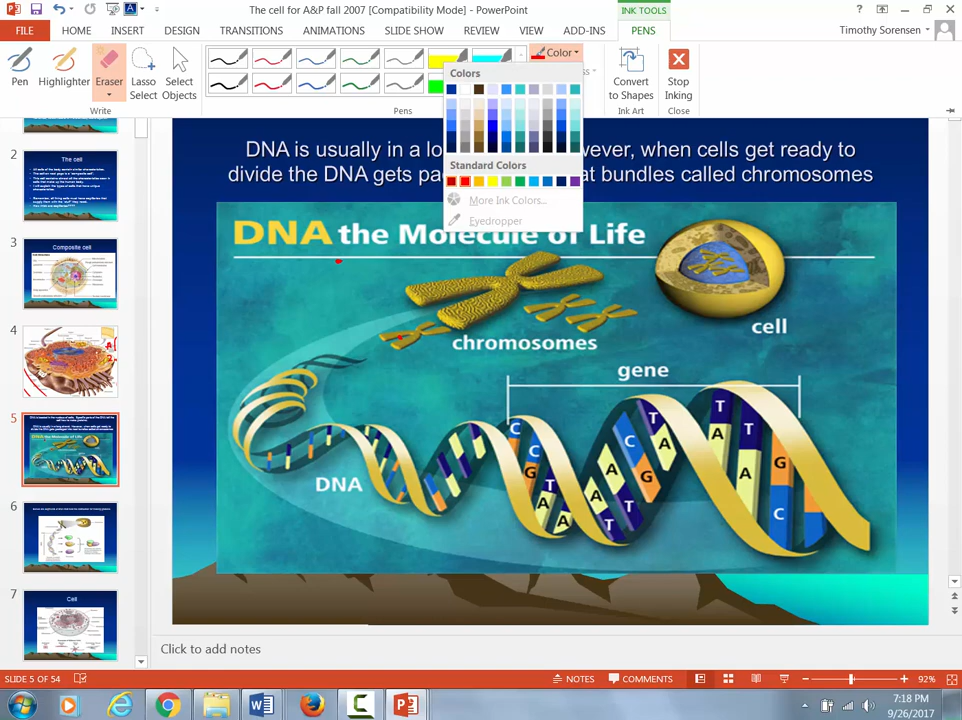 The cell for A&P fall 2007 [Compatibility Mode] - PowerPoint
INK TOOLS
FILE HOME INSERT DESIGN TRANSITIONS ANIMATIONS SLIDE SHOW REVIEW VIEW ADD-INS PENS
Timothy Sorensen
Pen Highlighter Eraser Lasso Select Select Objects
Color
Convert to Shapes
Stop Inking
Write Pens Ink Art Close
Colors
Standard Colors
More Ink Colors...
Eyedropper
2
The cell
3
Composite cell
4
5
6
7
Cell
DNA is usually in a lo
wever, when cells get ready to
divide the DNA gets pa
at bundles called chromosomes
DNA the Molecule of Life
cell
chromosomes
gene
DNA
C
C
G
T
A
A
A
A
T
T
C
G
T
A
T
A
T
A
G
C
Click to add notes
SLIDE 5 OF 54
NOTES COMMENTS
92%
7:18 PM
9/26/2017